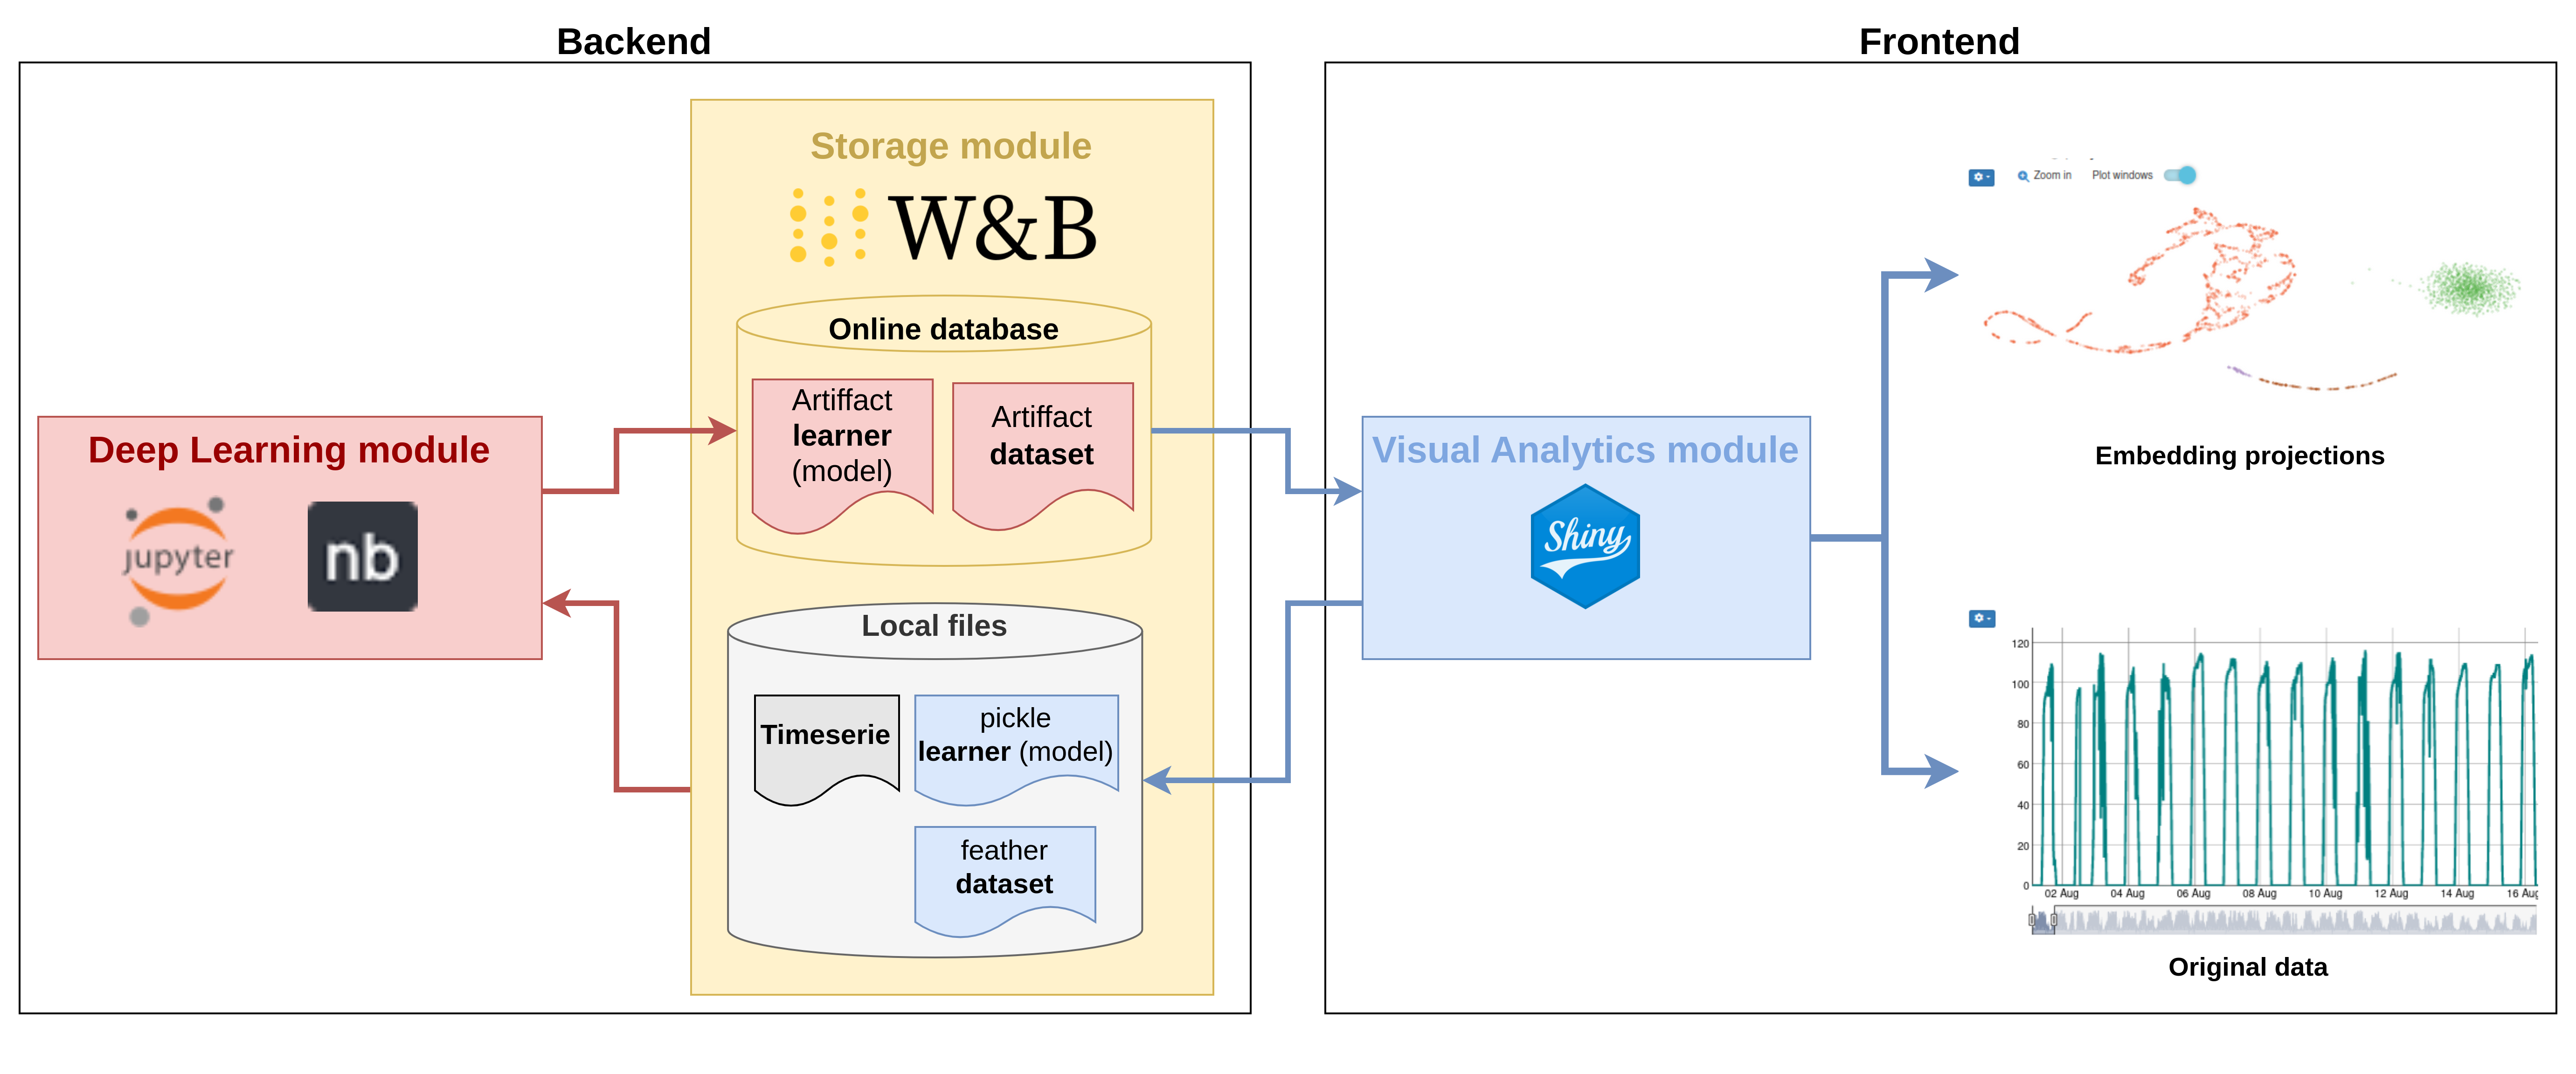 Backend
Frontend
Storage module
W&B
Online database
Artiffact
learner
(model)
Artiffact
dataset
Deep Learning module
jupyter
nb
Local files
Timeserie
pickle
learner (model)
feather
dataset
Visual Analytics module
Shiny
Zoom in
Plot windows
Embedding projections
120
100
80
60
40
20
0
02 Aug
04 Aug
06 Aug
08 Aug
10 Aug
12 Aug
14 Aug
16 Aug
Original data